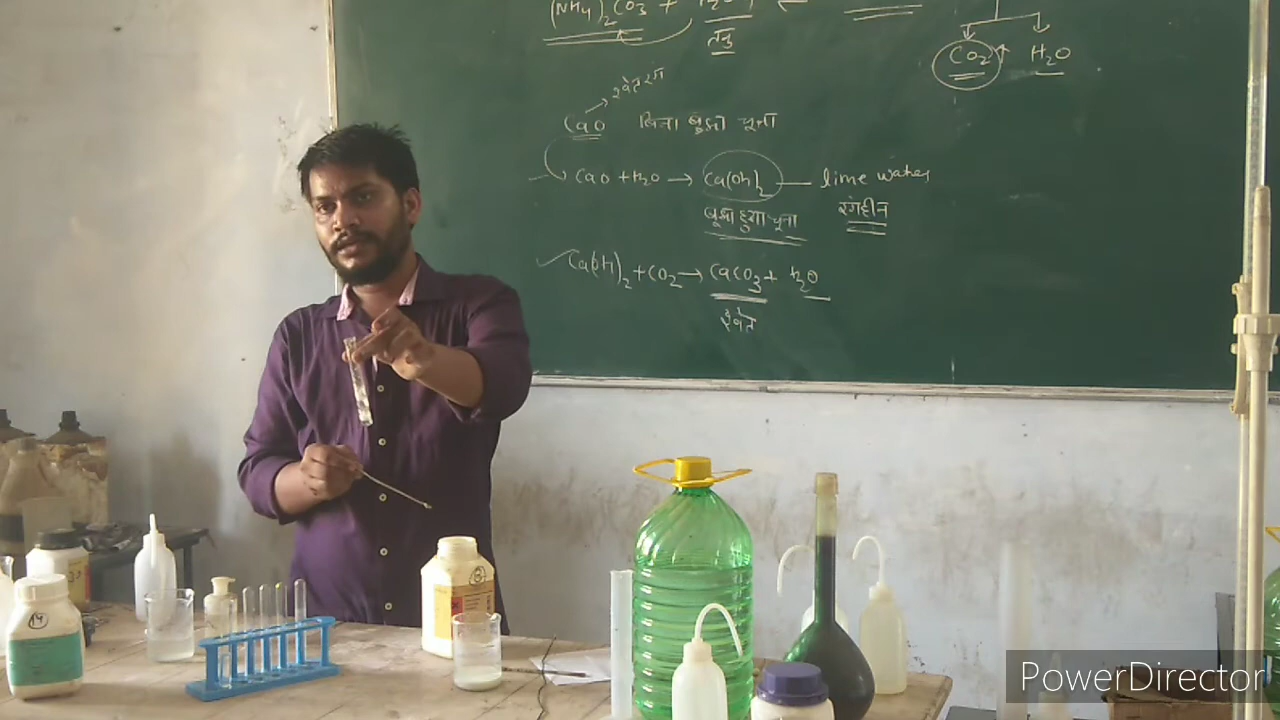 (NH4)2CO3 +
CO2↑ H2O
तनु
श्वेत रंग
CaO बिना बुझा चूना
CaO + H2O → Ca(OH)2 — lime water
बुझा हुआ चूना रंगहीन
Ca(OH)2 + CO2 → CaCO3 + H2O
श्वेत
14
PowerDirector